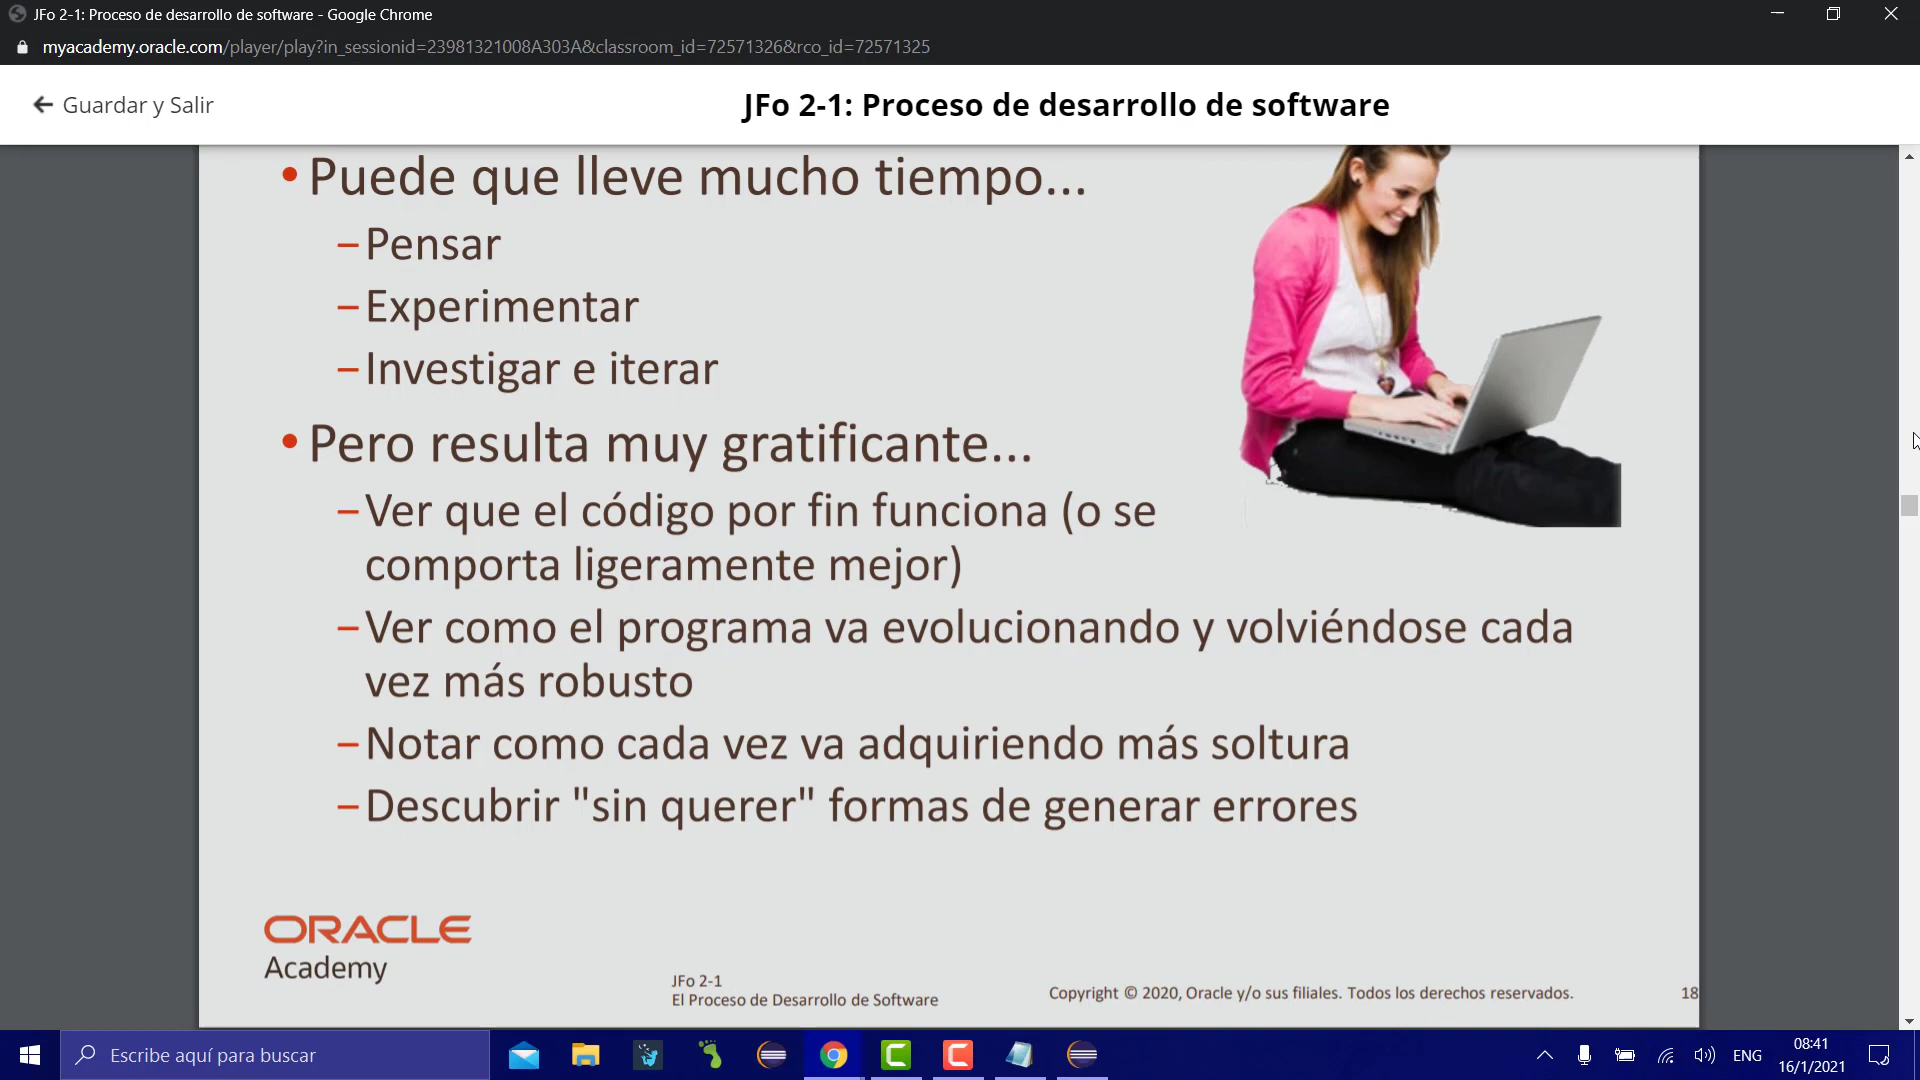 JFo 2-1: Proceso de desarrollo de software - Google Chrome
myacademy.oracle.com/player/play?in_sessionid=23981321008A303A&classroom_id=72571326&rco_id=72571325
Guardar y Salir
JFo 2-1: Proceso de desarrollo de software
• Puede que lleve mucho tiempo...
–Pensar
–Experimentar
–Investigar e iterar
• Pero resulta muy gratificante...
–Ver que el código por fin funciona (o se
comporta ligeramente mejor)
–Ver como el programa va evolucionando y volviéndose cada
vez más robusto
–Notar como cada vez va adquiriendo más soltura
–Descubrir "sin querer" formas de generar errores
ORACLE
Academy
JFo 2-1
El Proceso de Desarrollo de Software
Copyright © 2020, Oracle y/o sus filiales. Todos los derechos reservados.
18
Escribe aquí para buscar
ENG
08:41
16/1/2021